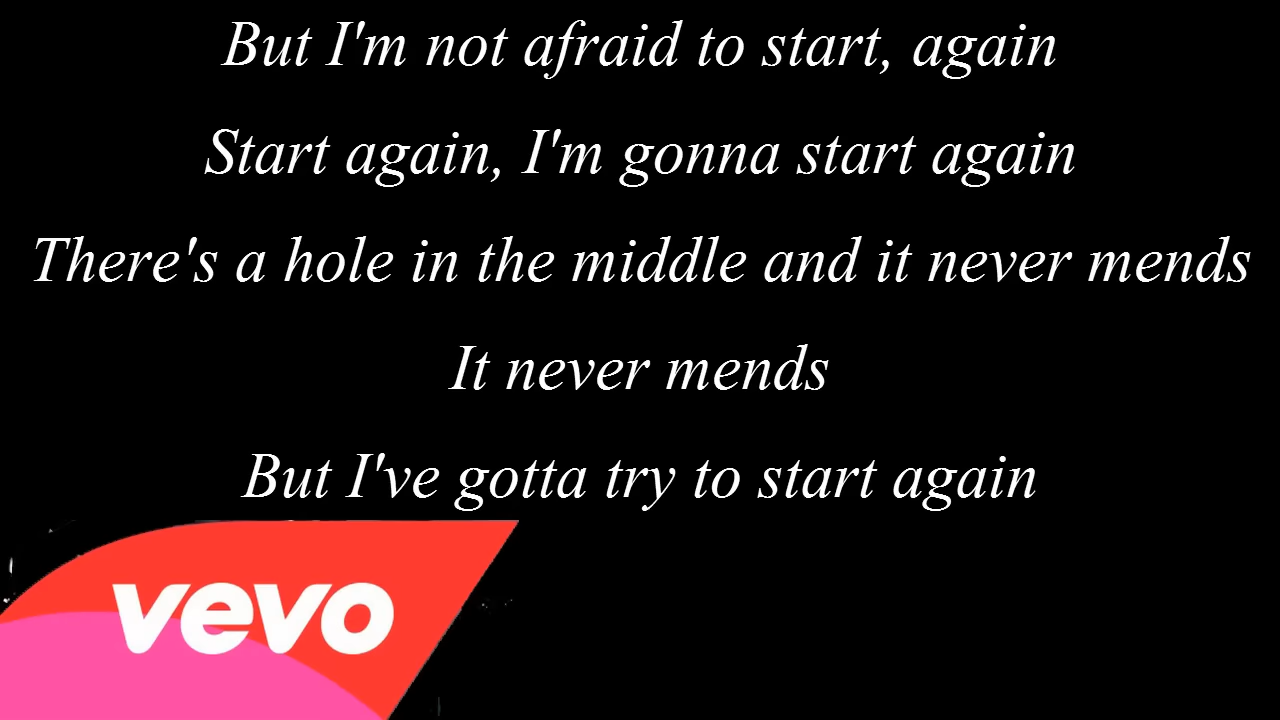 But I'm not afraid to start, again
Start again, I'm gonna start again
There's a hole in the middle and it never mends
It never mends
But I've gotta try to start again
vevo